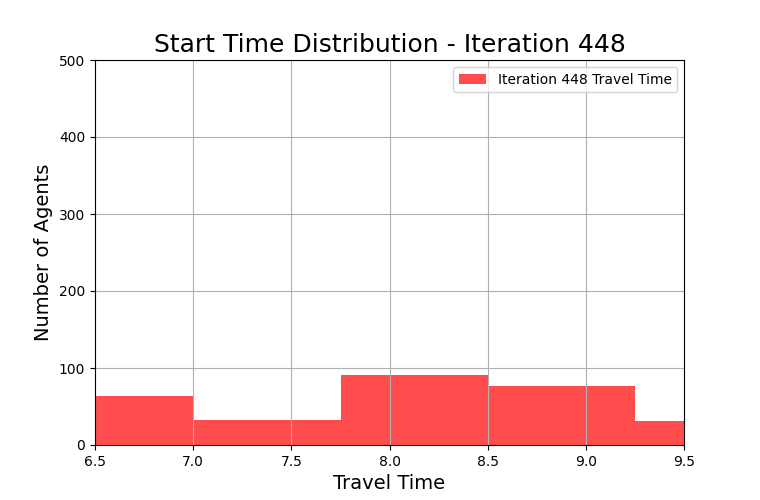 Start Time Distribution - Iteration 448
Iteration 448 Travel Time
Number of Agents
500
400
300
200
100
0
6.5 7.0 7.5 8.0 8.5 9.0 9.5
Travel Time